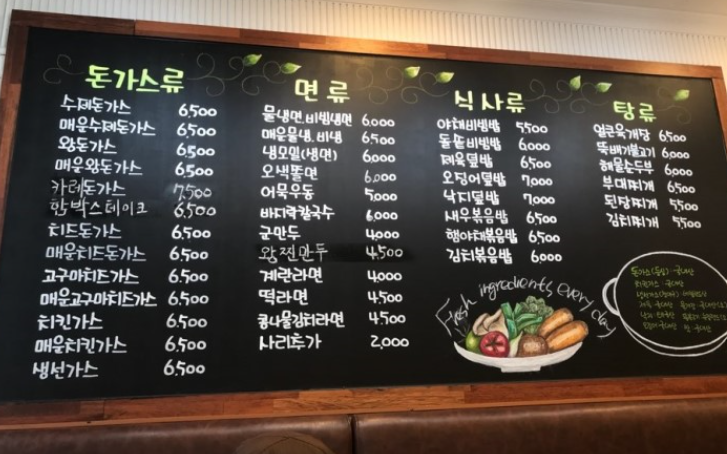 돈가스류
수제돈가스 6,500
매운수제돈가스 6,500
왕돈가스 6,500
매운왕돈가스 6,500
카레돈가스 7,500
함박스테이크 6,500
치즈돈가스 6,500
매운치즈돈가스 6,500
고구마치즈가스 6,500
매운고구마치즈가스 6,500
치킨가스 6,500
매운치킨가스 6,500
생선가스 6,500
면류
물냉면, 비빔냉면 6,000
매운물냉, 비냉 6,500
냉모밀(냉면) 6,000
오색쫄면 6,000
어묵우동 5,000
바지락칼국수 6,000
군만두 4,000
왕찐만두 4,500
계란라면 4,000
떡라면 4,500
콩나물김치라면 4,500
사리추가 2,000
식사류
야채비빔밥 5,500
돌솥비빔밥 6,000
제육덮밥 6,500
오징어덮밥 7,000
낙지덮밥 7,000
새우볶음밥 6,500
햄야채볶음밥 6,500
김치볶음밥 6,000
탕류
얼큰육개장 6,500
뚝배기불고기 6,000
해물순두부 6,000
부대찌개 6,500
된장찌개 5,500
김치찌개 5,500
Fresh ingredients, every day